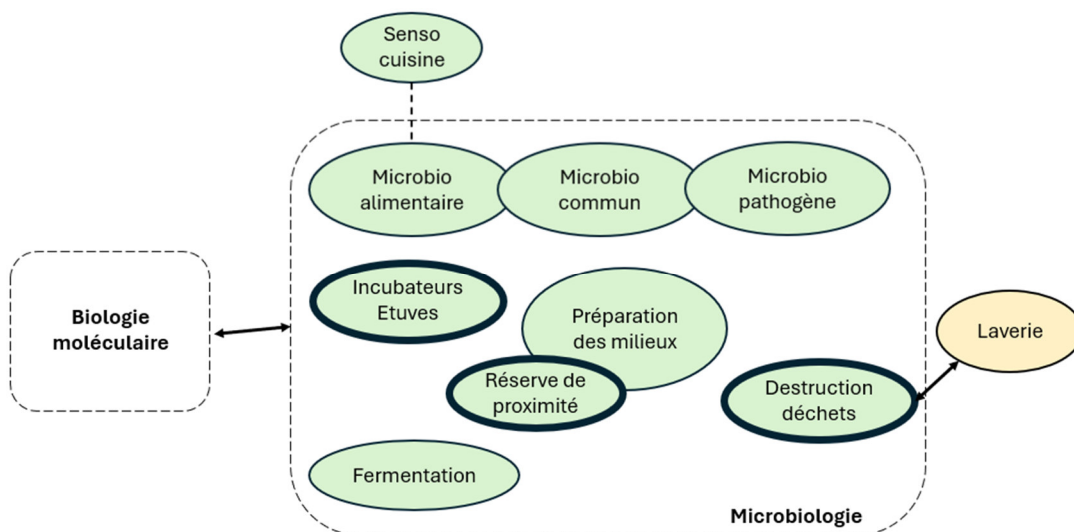 Senso
cuisine
Microbio
alimentaire
Microbio
commun
Microbio
pathogène
Biologie
moléculaire
Incubateurs
Etuves
Préparation
des milieux
Réserve de
proximité
Destruction
déchets
Laverie
Fermentation
Microbiologie